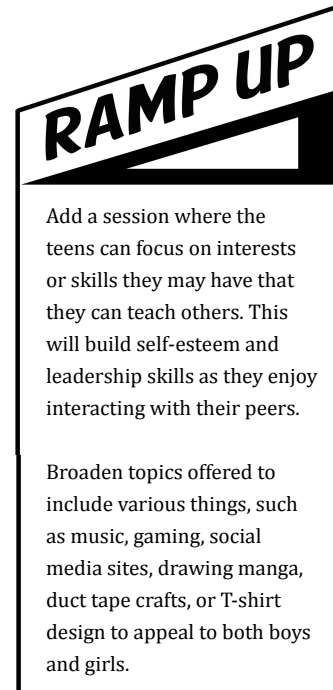 RAMP UP
Add a session where the
teens can focus on interests
or skills they may have that
they can teach others. This
will build self-esteem and
leadership skills as they enjoy
interacting with their peers.
Broaden topics offered to
include various things, such
as music, gaming, social
media sites, drawing manga,
duct tape crafts, or T-shirt
design to appeal to both boys
and girls.